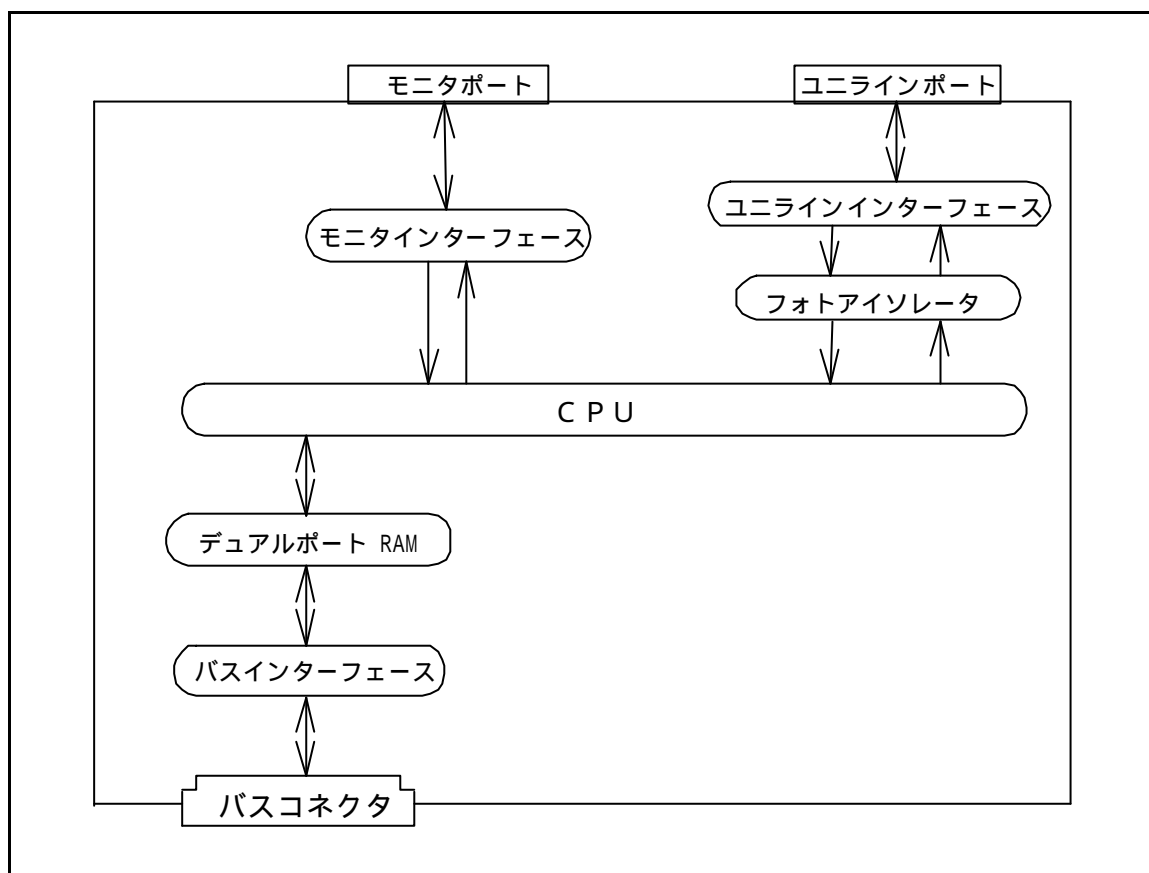 モニタポート
ユニラインポート
ユニラインインターフェース
モニタインターフェース
フォトアイソレータ
ＣＰＵ
デュアルポート RAM
バスインターフェース
バスコネクタ